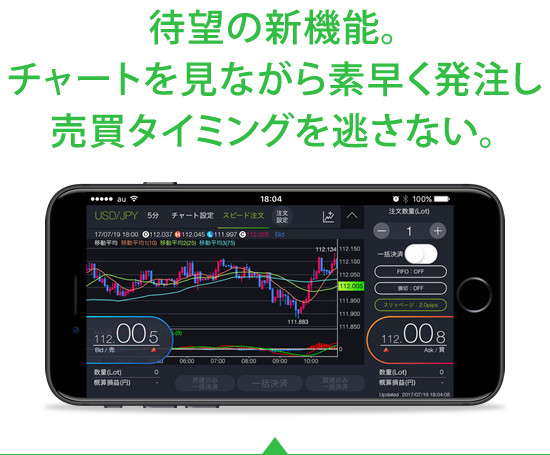 待望の新機能。
チャートを見ながら素早く発注し
売買タイミングを逃さない。
au 18:04 100%
USD/JPY 5分 チャート設定 スピード注文 注文設定
注文数量(Lot)
17/07/19 18:00 O 112.037 H 112.045 L 111.997 C 112.005 Bid
移動平均 移動平均1(10) 移動平均2(25) 移動平均3(75)
− 1 +
一括決済
FIFO : OFF
損切 : OFF
スリッページ : 2.0pips
112.134
112.150
112.100
112.050
112.005
111.950
111.900
111.850
111.883
0
112.005
Bid / 売
112.008
Ask / 買
06:00 07:00 08:00 09:00 10:00
数量(Lot) 0
概算損益(円) -
売建のみ一括決済
一括決済
買建のみ一括決済
数量(Lot) 0
概算損益(円) -
Updated 2017/07/19 18:04:08